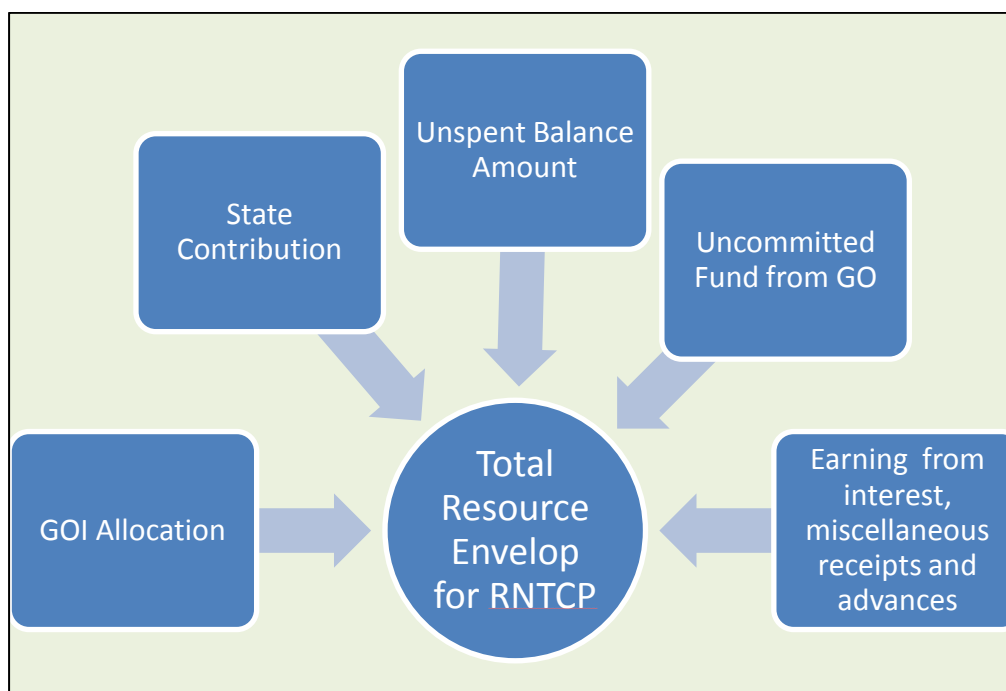 Unspent Balance
Amount
State
Contribution
Uncommitted
Fund from GO
GOI Allocation
Total
Resource
Envelop
for RNTCP
Earning from
interest,
miscellaneous
receipts and
advances